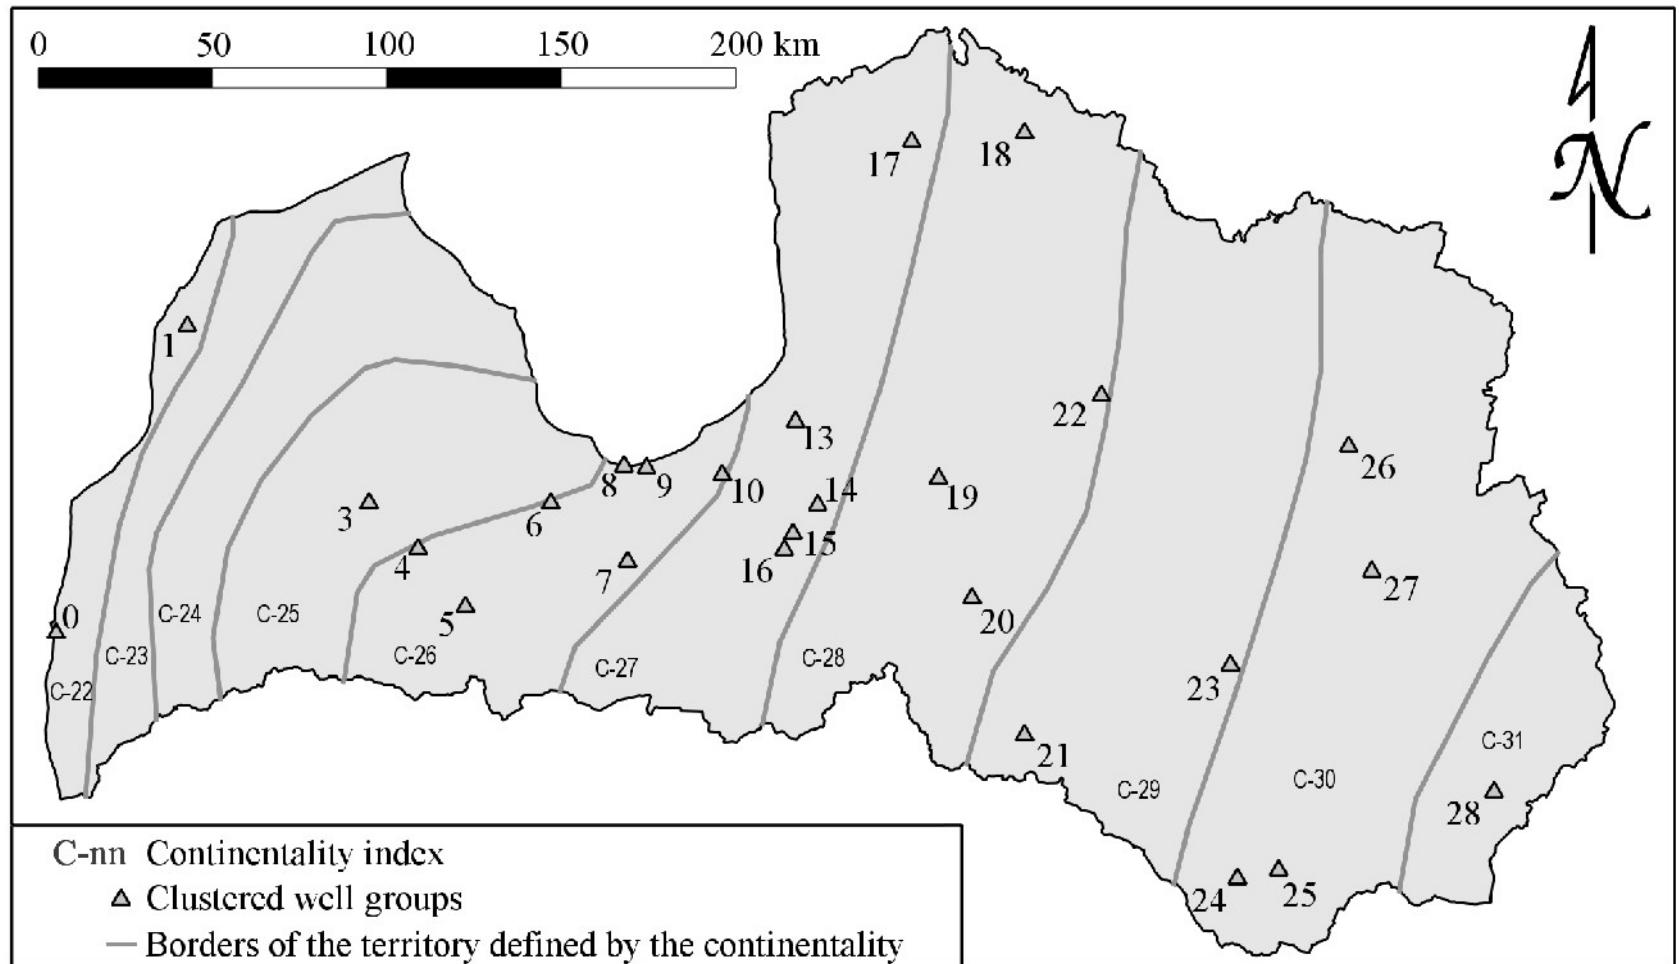 0 50 100 150 200 km
N
17 18
1
22
13
26
8 9 10 14 19
3 6
15
16
4 7 27
5 20
0 C-24 C-25
C-23 C-26 C-27 C-28
C-22 23
21 C-31
C-29 C-30
28
24 25
C-nn Continentality index
Clustered well groups
Borders of the territory defined by the continentality